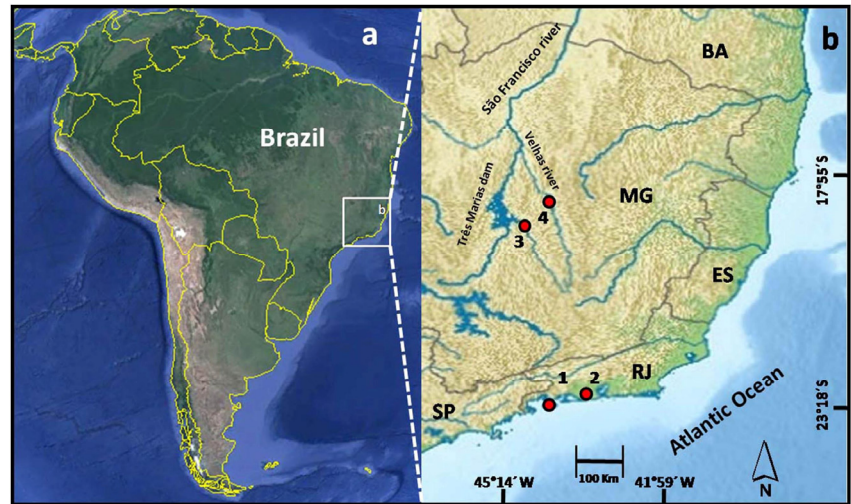 a
Brazil
b
b
BA
São Francisco river
Velhas river
Três Marias dam
MG
4
3
ES
17°55´S
1
2
RJ
SP
23°18´S
Atlantic Ocean
100 Km
N
45°14´ W
41°59´ W